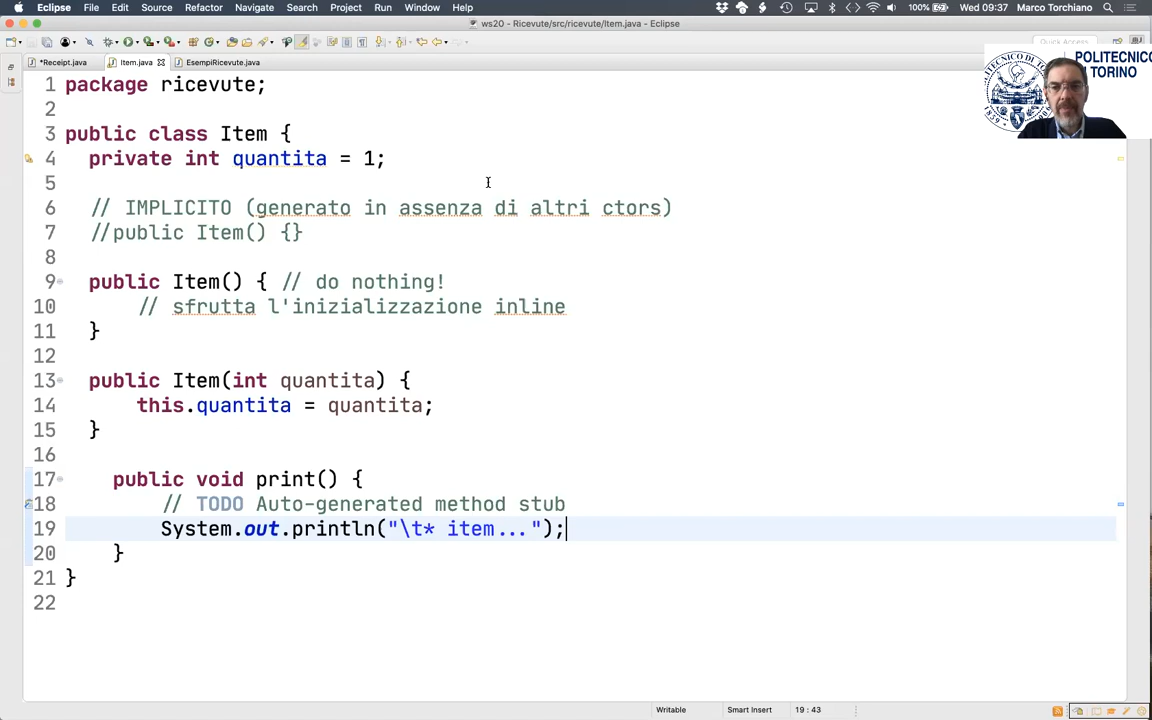 Eclipse File Edit Source Refactor Navigate Search Project Run Window Help 100% Wed 09:37 Marco Torchiano
ws20 - Ricevute/src/ricevute/Item.java - Eclipse
Quick Access
*Receipt.java Item.java EsempiRicevute.java
POLITECNICO
DI TORINO
1 package ricevute;
2
3 public class Item {
4 private int quantita = 1;
5
6 // IMPLICITO (generato in assenza di altri ctors)
7 //public Item() {}
8
9 public Item() { // do nothing!
10 // sfrutta l'inizializzazione inline
11 }
12
13 public Item(int quantita) {
14 this.quantita = quantita;
15 }
16
17 public void print() {
18 // TODO Auto-generated method stub
19 System.out.println("\t* item...");
20 }
21 }
22
Writable Smart Insert 19 : 43